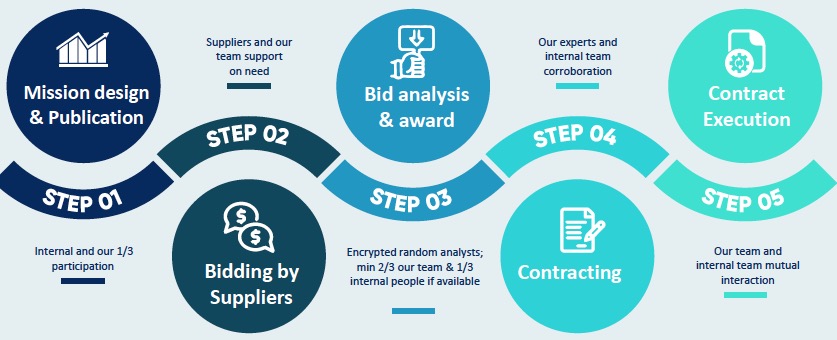 Mission design
& Publication
STEP 01
Internal and our 1/3
participation
Suppliers and our
team support
on need
STEP 02
$
$
Bidding by
Suppliers
Bid analysis
& award
STEP 03
Encrypted random analysts;
min 2/3 our team & 1/3
internal people if available
Our experts and
internal team
corroboration
STEP 04
Contracting
Contract
Execution
STEP 05
Our team and
internal team mutual
interaction